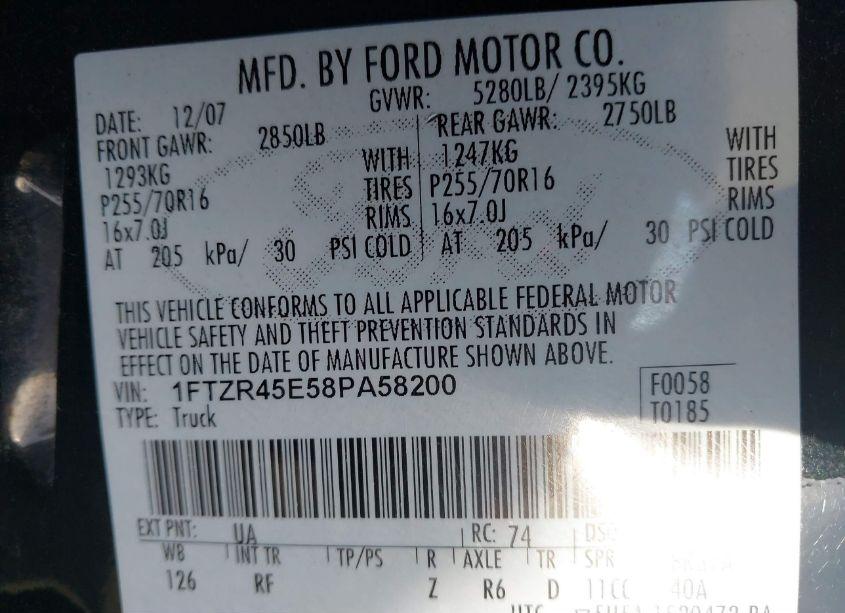 MFD. BY FORD MOTOR CO.
DATE: 12/07 GVWR: 5280LB/ 2395KG
FRONT GAWR: 2850LB REAR GAWR: 2750LB
1293KG WITH 1247KG WITH
P255/70R16 TIRES P255/70R16 TIRES
16x7.0J RIMS 16x7.0J RIMS
AT 205 kPa/ 30 PSI COLD AT 205 kPa/ 30 PSI COLD
THIS VEHICLE CONFORMS TO ALL APPLICABLE FEDERAL MOTOR
VEHICLE SAFETY AND THEFT PREVENTION STANDARDS IN
EFFECT ON THE DATE OF MANUFACTURE SHOWN ABOVE.
VIN: 1FTZR45E58PA58200 F0058
TYPE: Truck T0185
EXT PNT: UA RC: 74
WB INT TR TP/PS R AXLE TR SPR
126 RF Z R6 D 11CC 40A
UTC